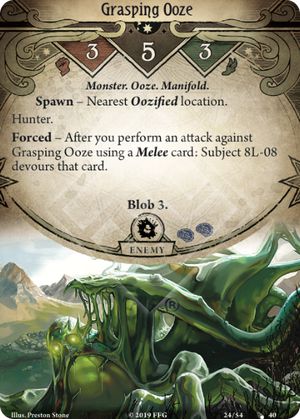 Grasping Ooze
3 5 3
Monster. Ooze. Manifold.
Spawn – Nearest Oozified location.
Hunter.
Forced – After you perform an attack against
Grasping Ooze using a Melee card: Subject 8L-08
devours that card.
Blob 3.
ENEMY
(R)
Illus. Preston Stone © 2019 FFG 24/54 40